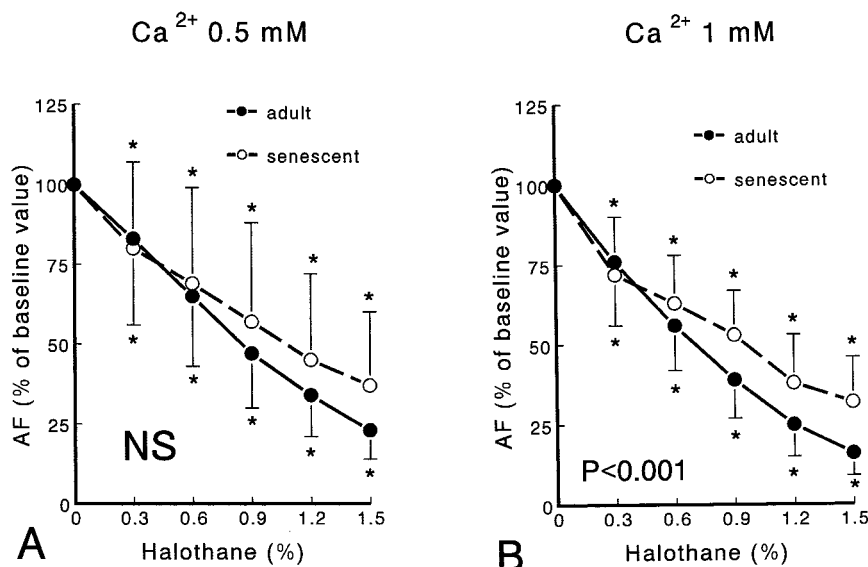 Ca 2+ 0.5 mM
AF (% of baseline value)
125
100
75
50
25
0
adult
senescent
* * * * *
* * * * *
NS
0 0.3 0.6 0.9 1.2 1.5
Halothane (%)
A
Ca 2+ 1 mM
AF (% of baseline value)
125
100
75
50
25
0
adult
senescent
* * * * *
* * * * *
P<0.001
0 0.3 0.6 0.9 1.2 1.5
Halothane (%)
B